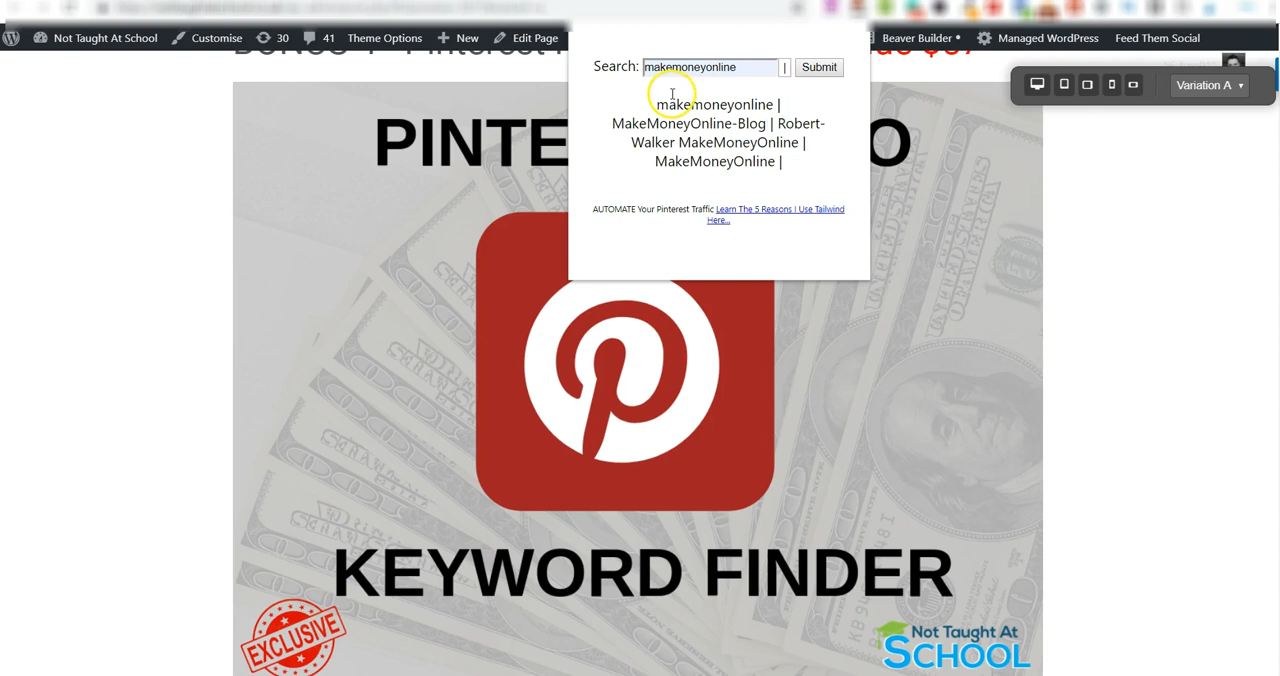 Not Taught At School Customise 30 41 Theme Options New Edit Page Beaver Builder Managed WordPress Feed Them Social
Search: makemoneyonline | Submit
Variation A
makemoneyonline |
MakeMoneyOnline-Blog | Robert-
Walker MakeMoneyOnline |
MakeMoneyOnline |
AUTOMATE Your Pinterest Traffic Learn The 5 Reasons I Use Tailwind
Here...
KEYWORD FINDER
EXCLUSIVE
Not Taught At
SCHOOL